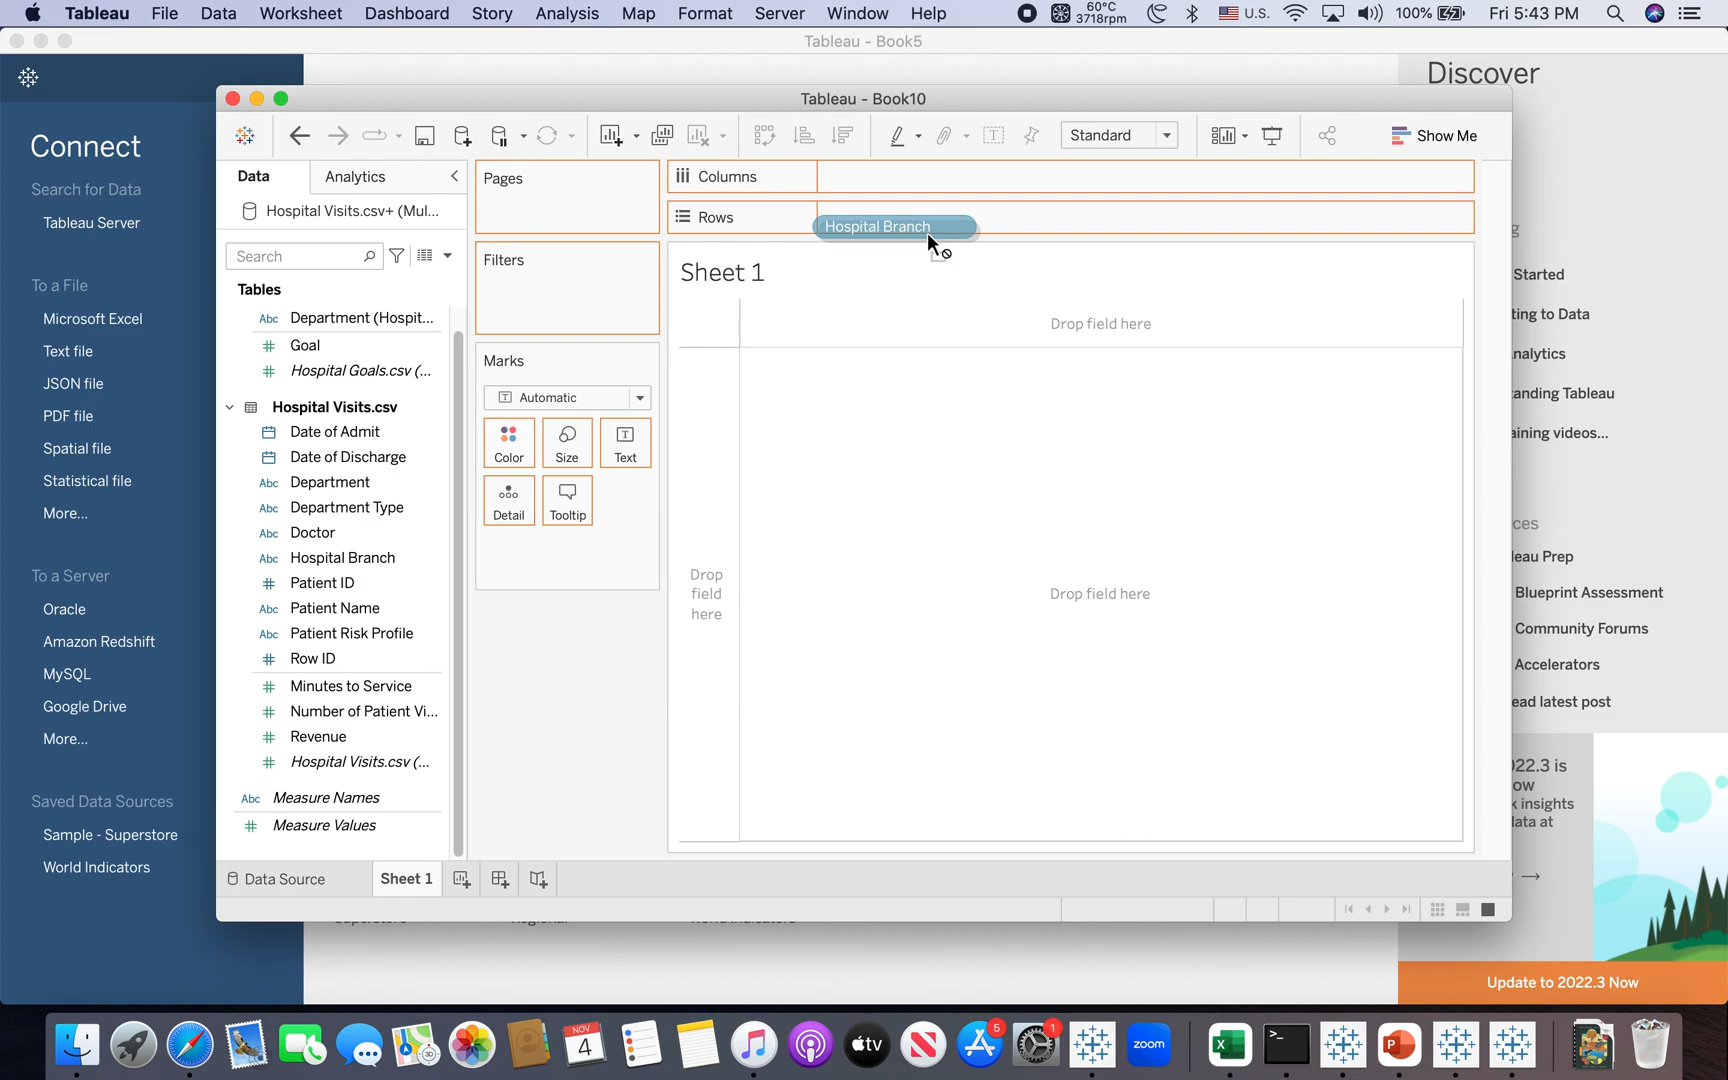 Tableau File Data Worksheet Dashboard Story Analysis Map Format Server Window Help 60°C 3718rpm U.S. 100% Fri 5:43 PM
Tableau - Book5
Discover
Connect
Search for Data
Tableau Server
To a File
Microsoft Excel
Text file
JSON file
PDF file
Spatial file
Statistical file
More...
To a Server
Oracle
Amazon Redshift
MySQL
Google Drive
More...
Saved Data Sources
Sample - Superstore
World Indicators
Tableau - Book10
Standard
Show Me
Data Analytics
Hospital Visits.csv+ (Mul...
Search
Tables
Abc Department (Hospit...
Goal
Hospital Goals.csv (...
Hospital Visits.csv
Date of Admit
Date of Discharge
Abc Department
Abc Department Type
Abc Doctor
Abc Hospital Branch
Patient ID
Abc Patient Name
Abc Patient Risk Profile
Row ID
Minutes to Service
Number of Patient Vi...
Revenue
Hospital Visits.csv (...
Abc Measure Names
Measure Values
Pages
Filters
Marks
Automatic
Color Size Text
Detail Tooltip
Columns
Rows
Hospital Branch
Sheet 1
Drop field here
Drop
field
here
Drop field here
Data Source Sheet 1
g
Started
ting to Data
nalytics
tanding Tableau
aining videos...
ces
leau Prep
Blueprint Assessment
Community Forums
Accelerators
ead latest post
022.3 is
ow
k insights
lata at
Update to 2022.3 Now
30
NOV
4
tv
5
1
zoom
X
P